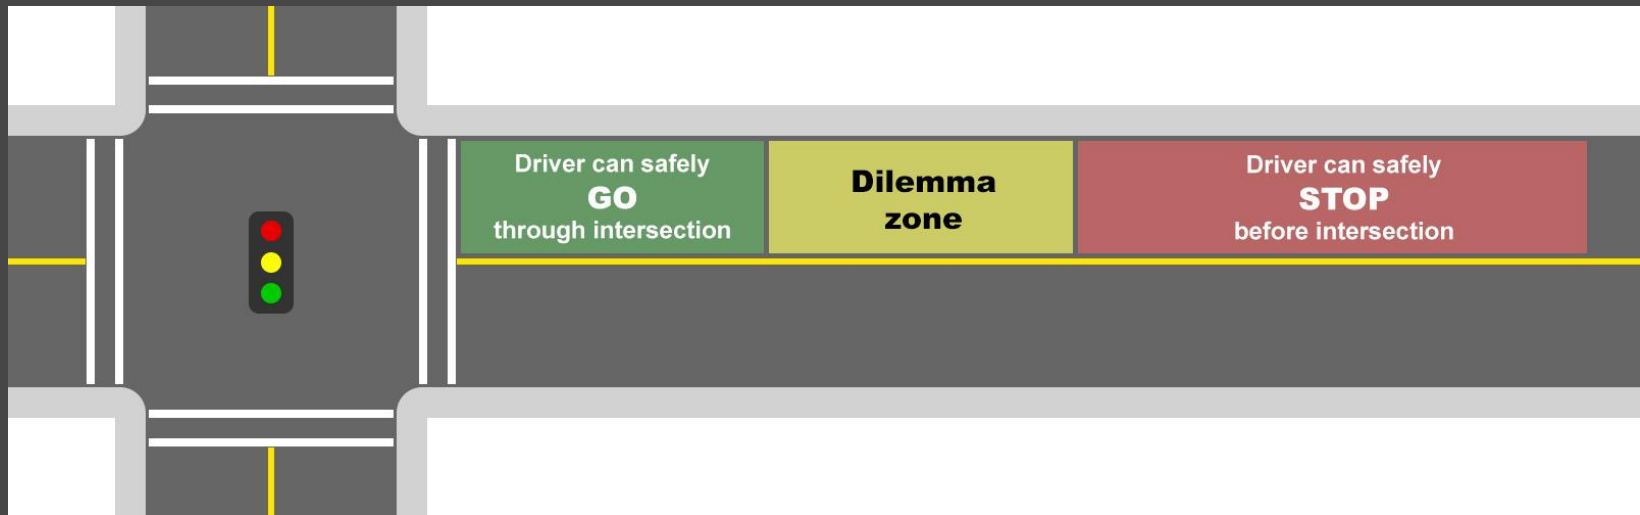 Driver can safely
GO
through intersection
Dilemma
zone
Driver can safely
STOP
before intersection